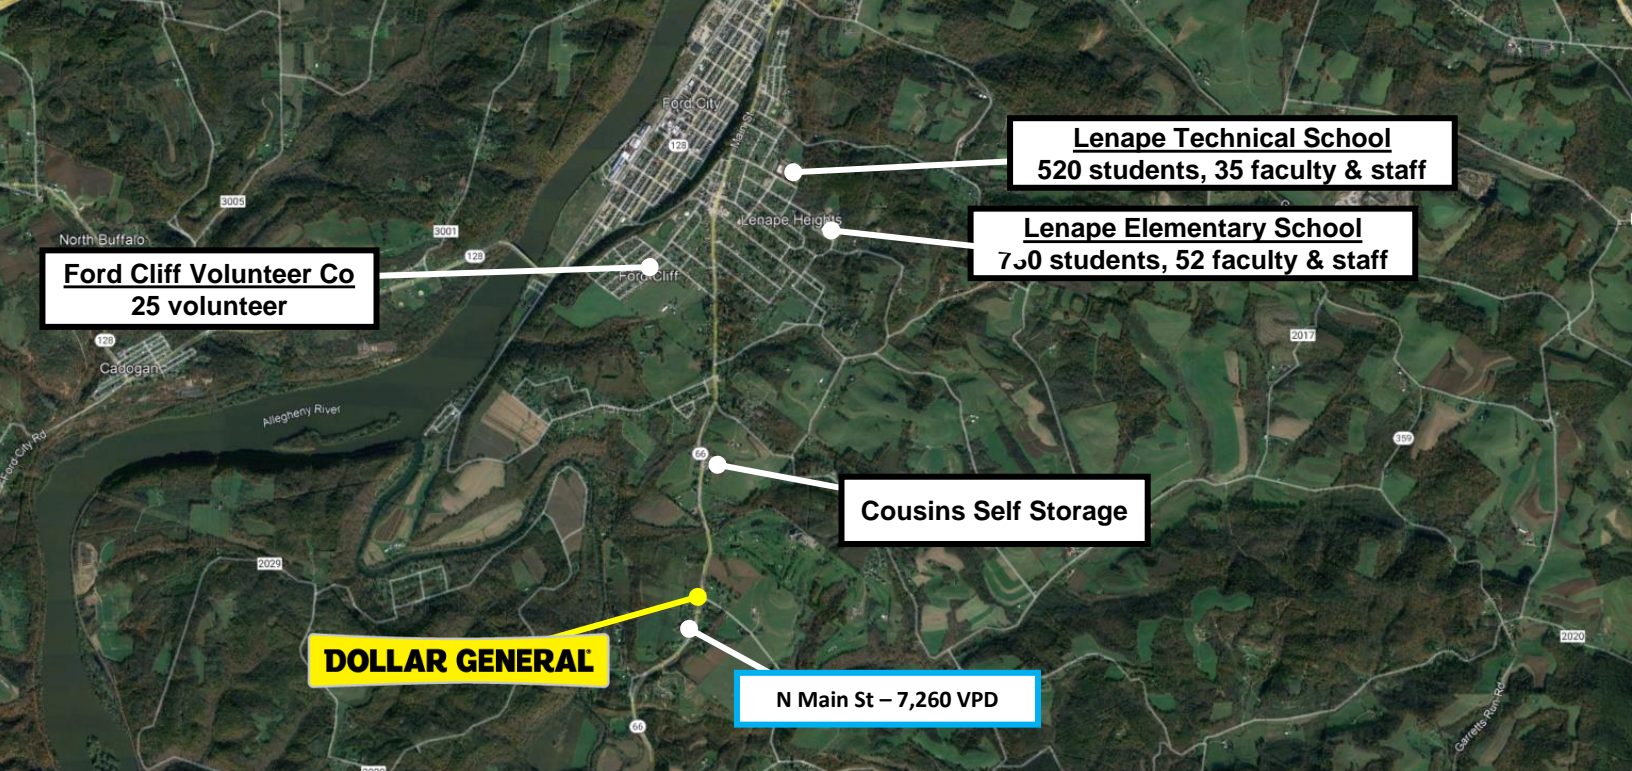 Ford City
Main St
128
Lenape Technical School
520 students, 35 faculty & staff
3005
Lenape Heights
Lenape Elementary School
students, 52 faculty & staff
3001
North Buffalo
128
Ford Cliff Volunteer Co
25 volunteer
Ford Cliff
2017
128
Cadogan
Allegheny River
Ford City Rd
359
66
Cousins Self Storage
2029
DOLLAR GENERAL
2020
N Main St – 7,260 VPD
Garretts Run Rd
66